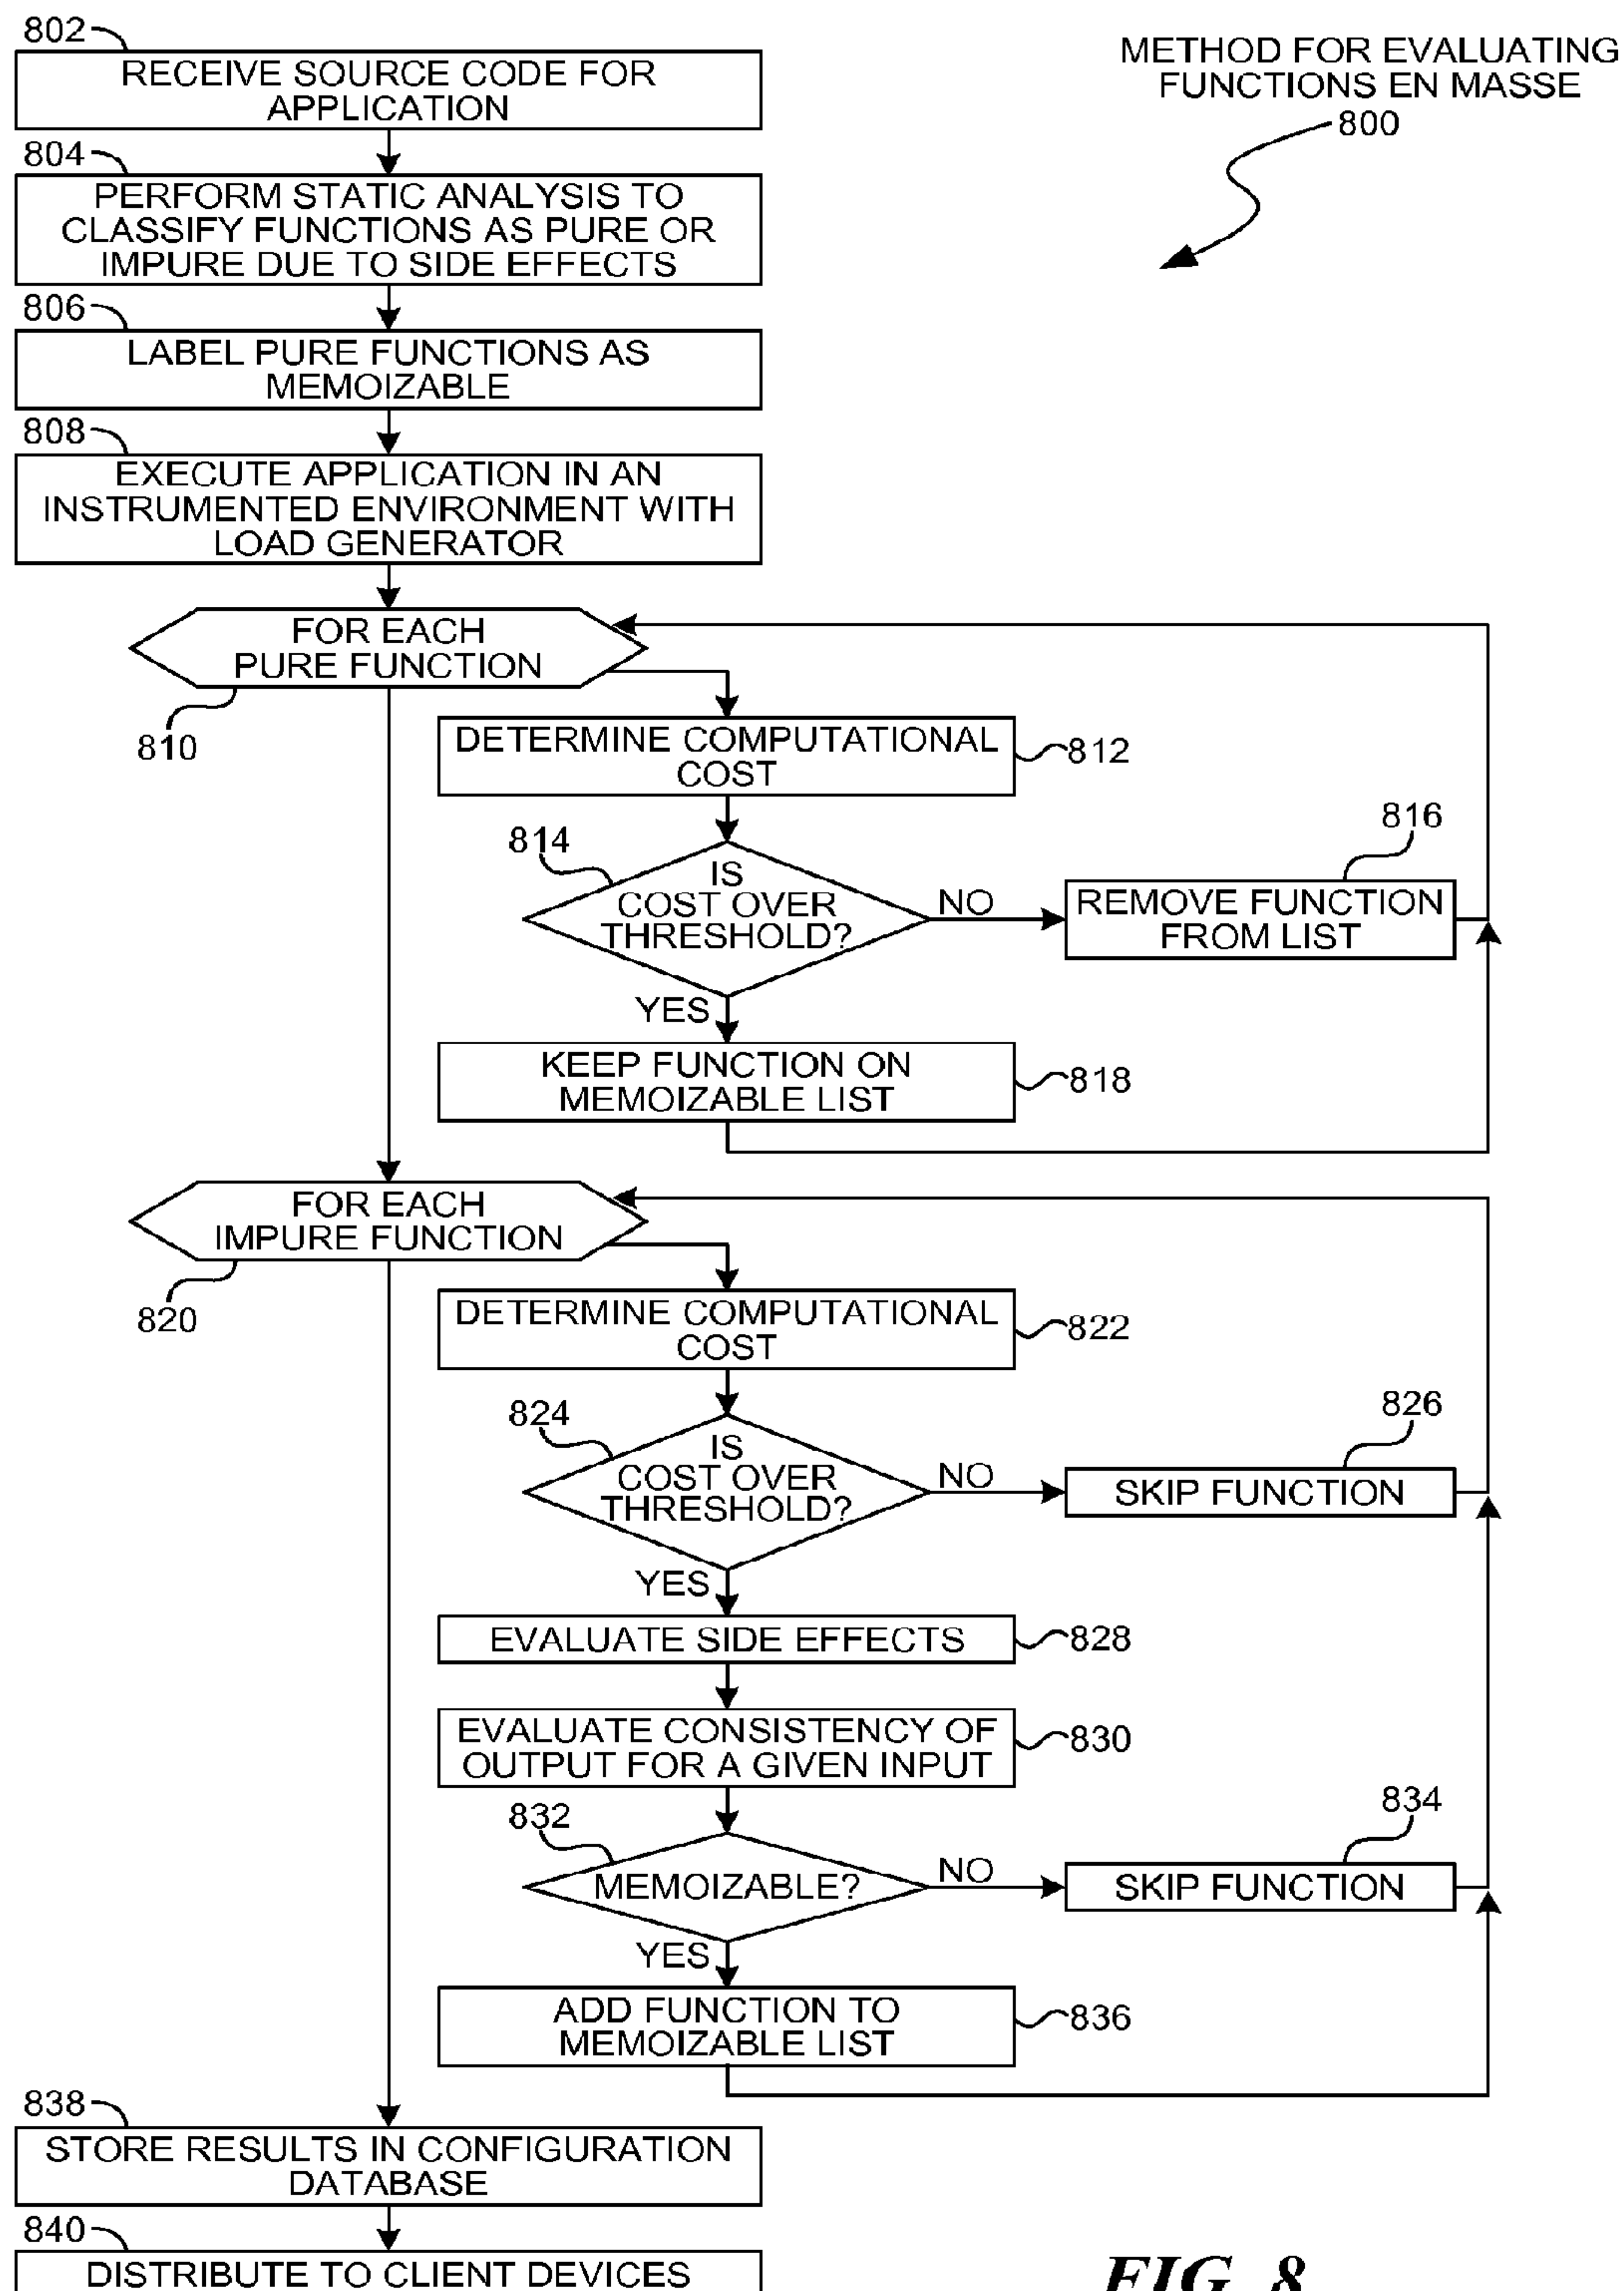 METHOD FOR EVALUATING
FUNCTIONS EN MASSE
800
802
RECEIVE SOURCE CODE FOR
APPLICATION
804
PERFORM STATIC ANALYSIS TO
CLASSIFY FUNCTIONS AS PURE OR
IMPURE DUE TO SIDE EFFECTS
806
LABEL PURE FUNCTIONS AS
MEMOIZABLE
808
EXECUTE APPLICATION IN AN
INSTRUMENTED ENVIRONMENT WITH
LOAD GENERATOR
FOR EACH
PURE FUNCTION
810
DETERMINE COMPUTATIONAL
COST
812
814
IS
COST OVER
THRESHOLD?
NO
816
REMOVE FUNCTION
FROM LIST
YES
KEEP FUNCTION ON
MEMOIZABLE LIST
818
FOR EACH
IMPURE FUNCTION
820
DETERMINE COMPUTATIONAL
COST
822
824
IS
COST OVER
THRESHOLD?
NO
826
SKIP FUNCTION
YES
EVALUATE SIDE EFFECTS
828
EVALUATE CONSISTENCY OF
OUTPUT FOR A GIVEN INPUT
830
832
MEMOIZABLE?
NO
834
SKIP FUNCTION
YES
ADD FUNCTION TO
MEMOIZABLE LIST
836
838
STORE RESULTS IN CONFIGURATION
DATABASE
840
DISTRIBUTE TO CLIENT DEVICES
FIG. 8